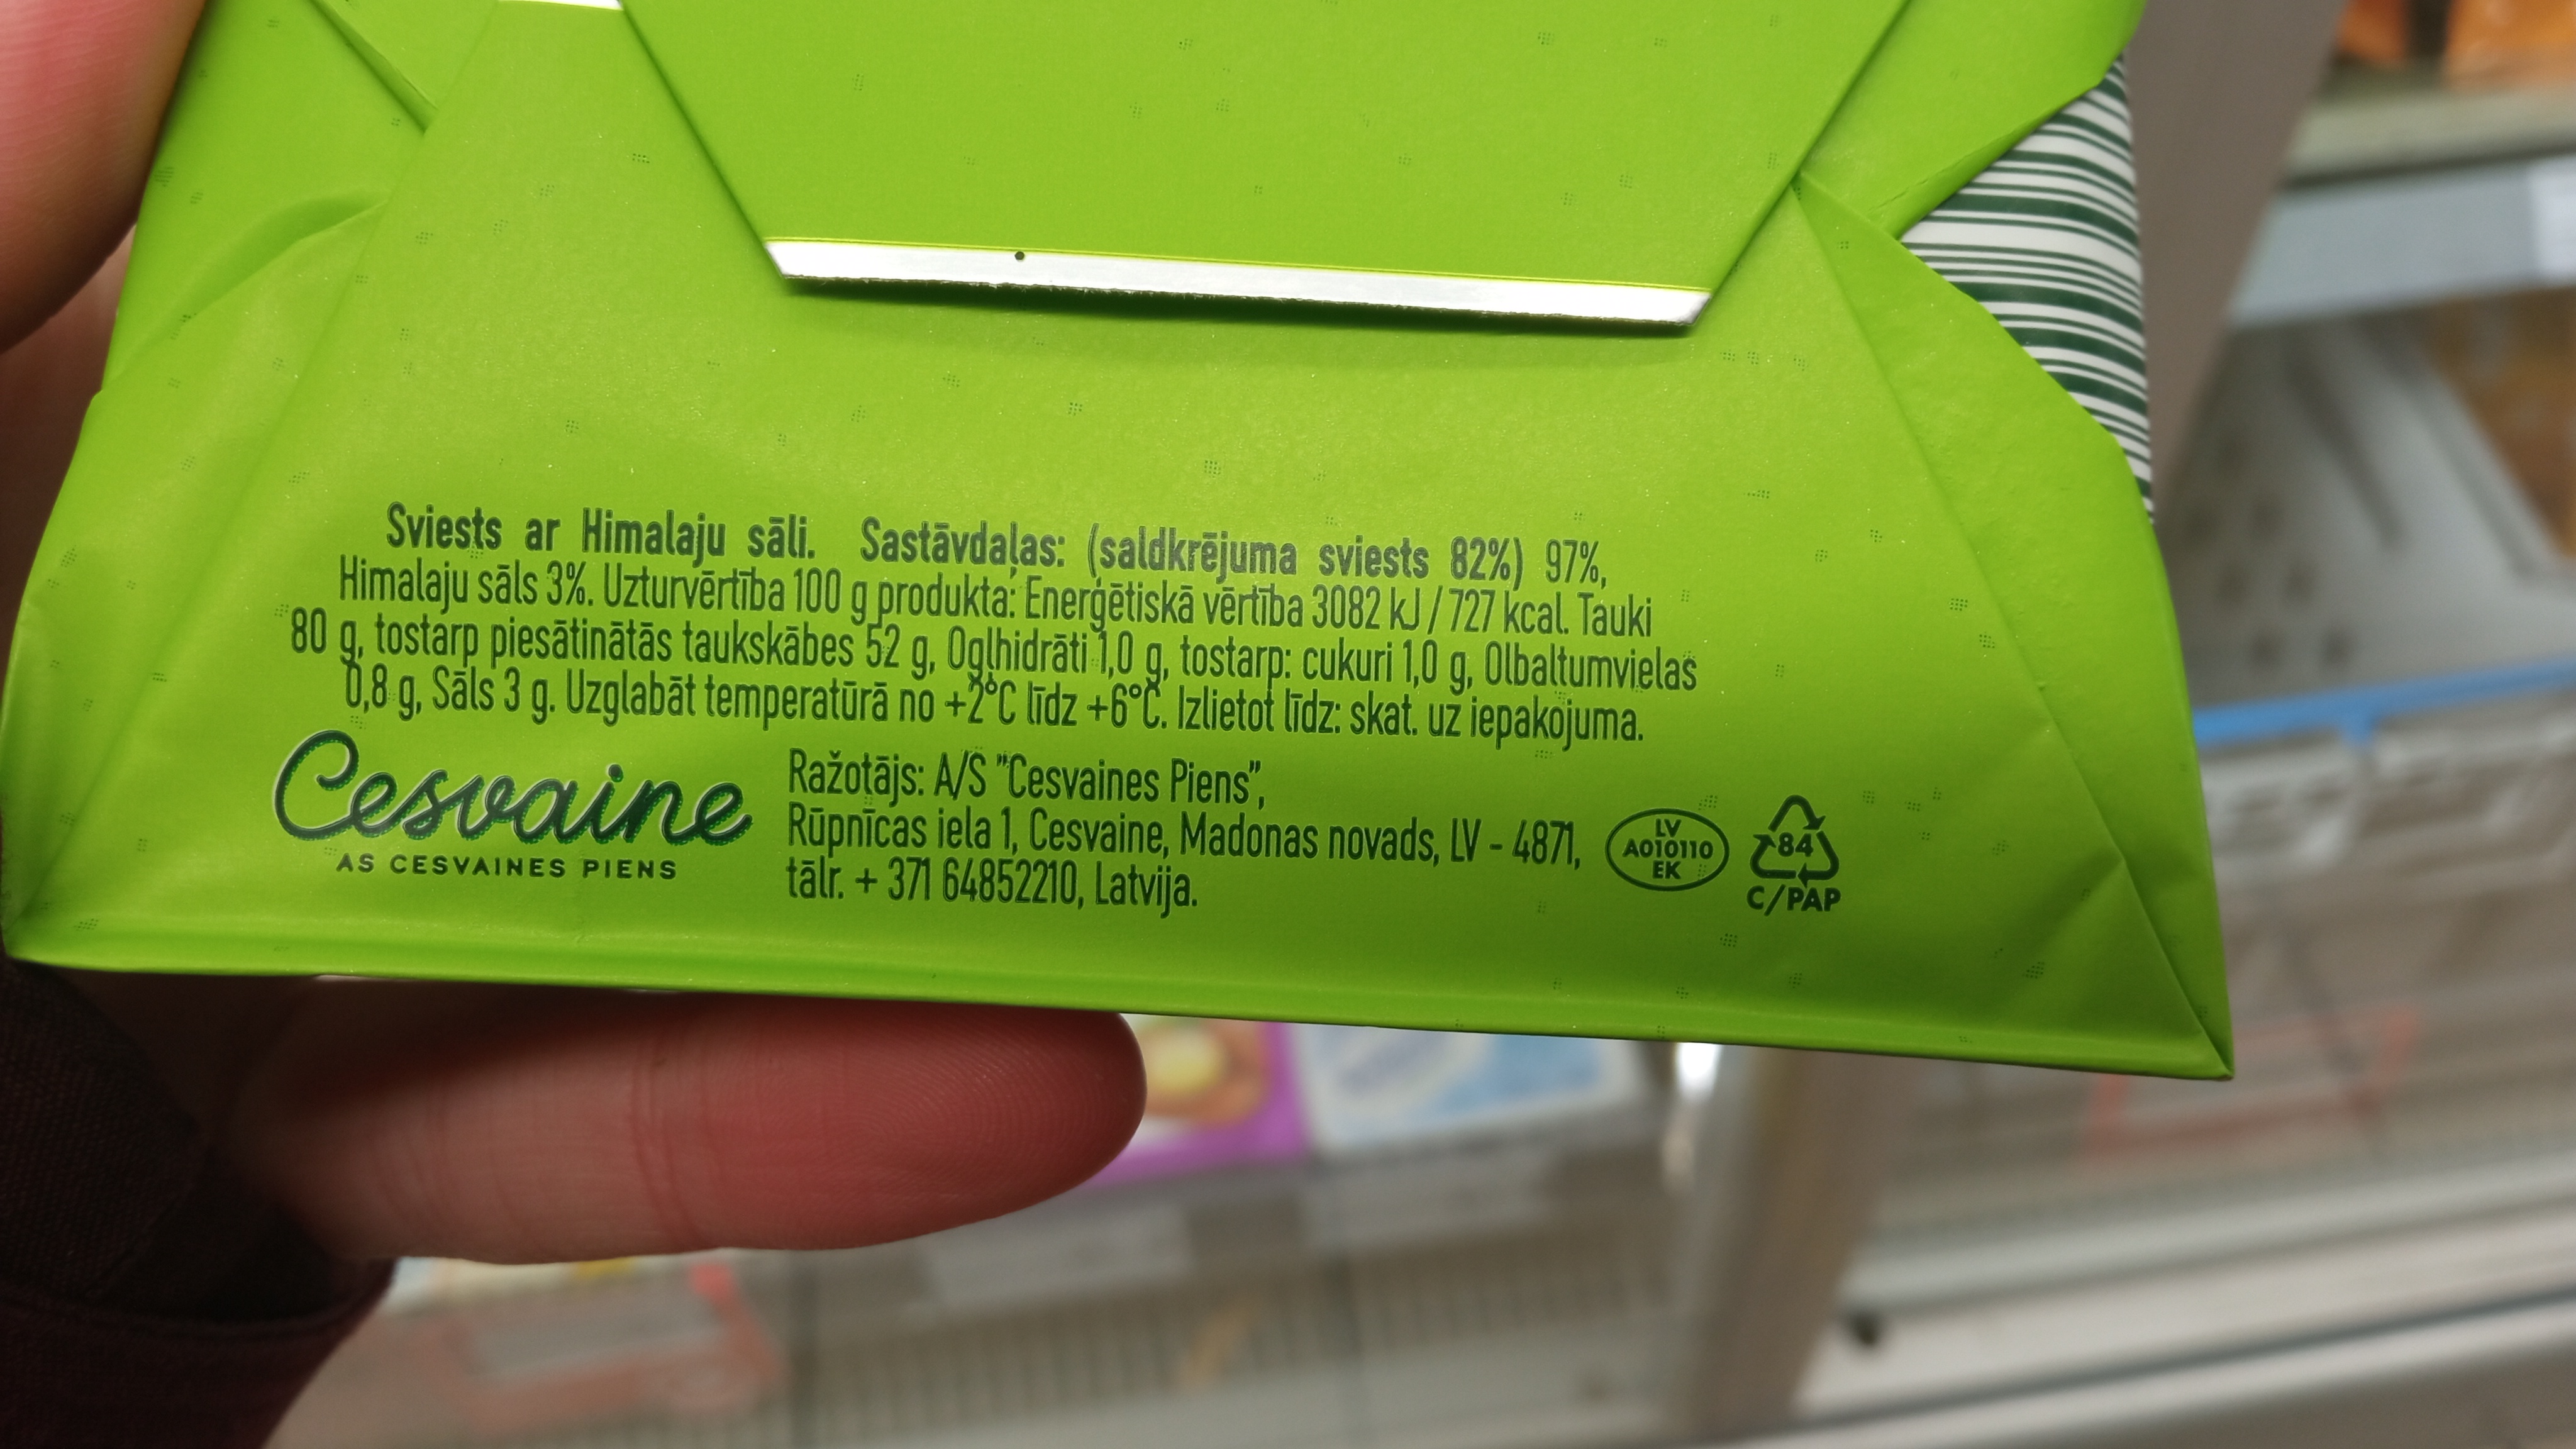 Sviests ar Himalaju sāli. Sastāvdaļas: (saldkrējuma sviests 82%) 97%,
Himalaju sāls 3%. Uzturvērtība 100 g produkta: Enerģētiskā vērtība 3082 kJ / 727 kcal. Tauki
80 g, tostarp piesātinātās taukskābes 52 g, Ogļhidrāti 1,0 g, tostarp: cukuri 1,0 g, Olbaltumvielas
0,8 g, Sāls 3 g. Uzglabāt temperatūrā no +2°C līdz +6°C. Izlietot līdz: skat. uz iepakojuma.
Cesvaine
AS CESVAINES PIENS
Ražotājs: A/S "Cesvaines Piens",
Rūpnīcas iela 1, Cesvaine, Madonas novads, LV - 4871,
tālr. + 371 64852210, Latvija.
LV
A010110
EK
84
C/PAP